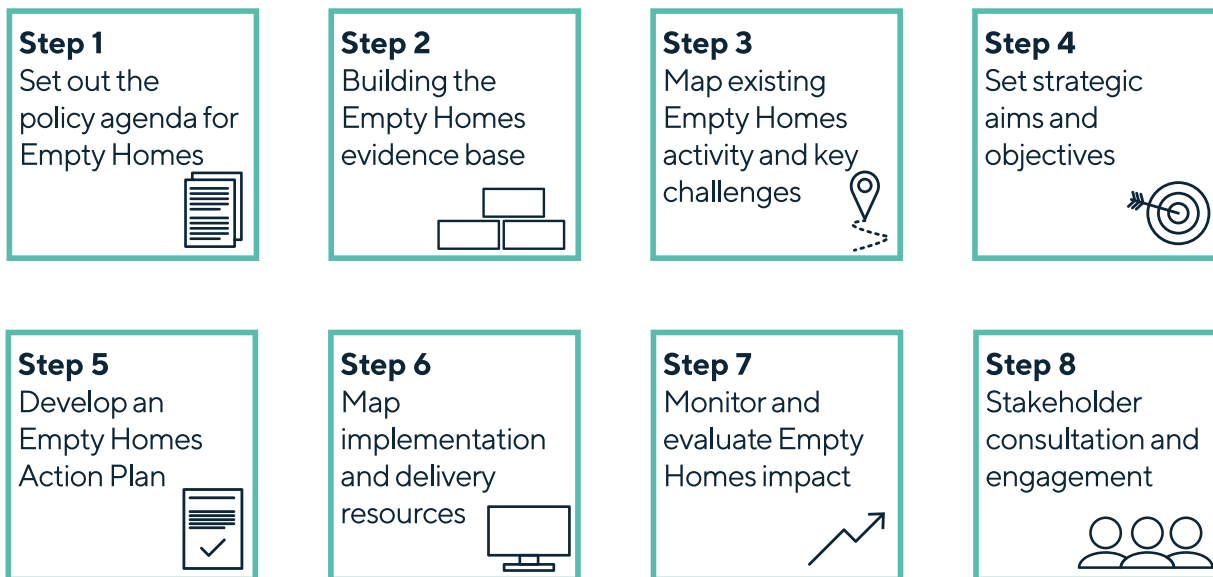 Step 1
Set out the
policy agenda for
Empty Homes
Step 2
Building the
Empty Homes
evidence base
Step 3
Map existing
Empty Homes
activity and key
challenges
Step 4
Set strategic
aims and
objectives
Step 5
Develop an
Empty Homes
Action Plan
Step 6
Map
implementation
and delivery
resources
Step 7
Monitor and
evaluate Empty
Homes impact
Step 8
Stakeholder
consultation and
engagement